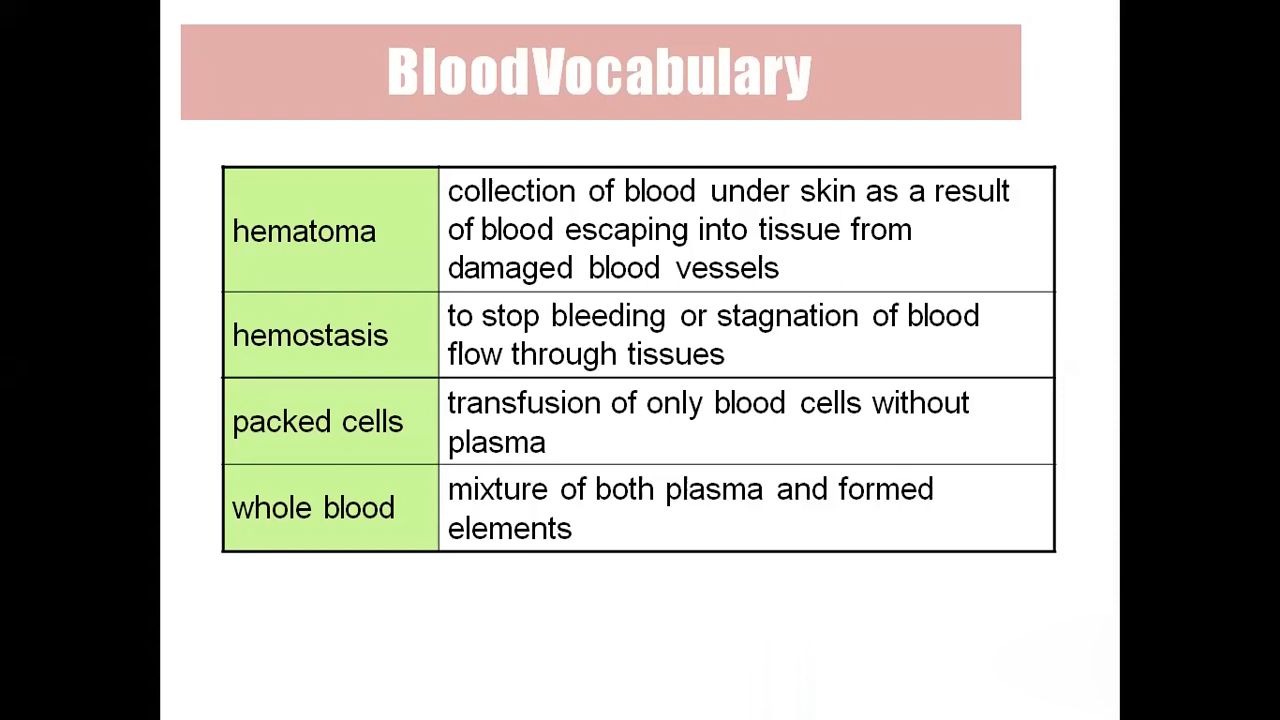 BloodVocabulary
hematoma
collection of blood under skin as a result
of blood escaping into tissue from
damaged blood vessels
hemostasis
to stop bleeding or stagnation of blood
flow through tissues
packed cells
transfusion of only blood cells without
plasma
whole blood
mixture of both plasma and formed
elements